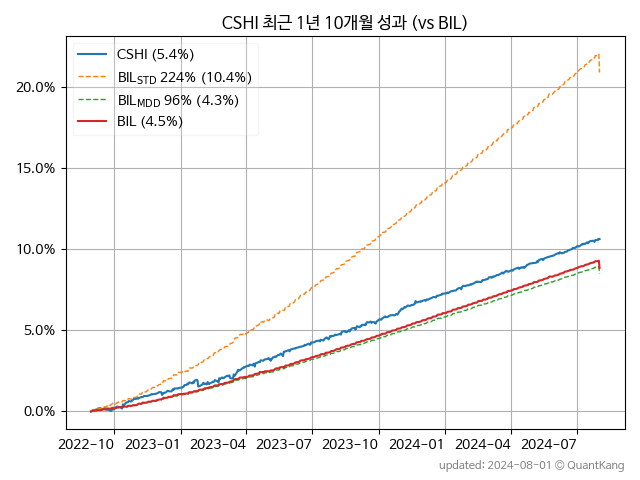 CSHI 최근 1년 10개월 성과 (vs BIL)
CSHI (5.4%)
BIL_STD 224% (10.4%)
BIL_MDD 96% (4.3%)
BIL (4.5%)
20.0%
15.0%
10.0%
5.0%
0.0%
2022-10 2023-01 2023-04 2023-07 2023-10 2024-01 2024-04 2024-07
updated: 2024-08-01 © QuantKang